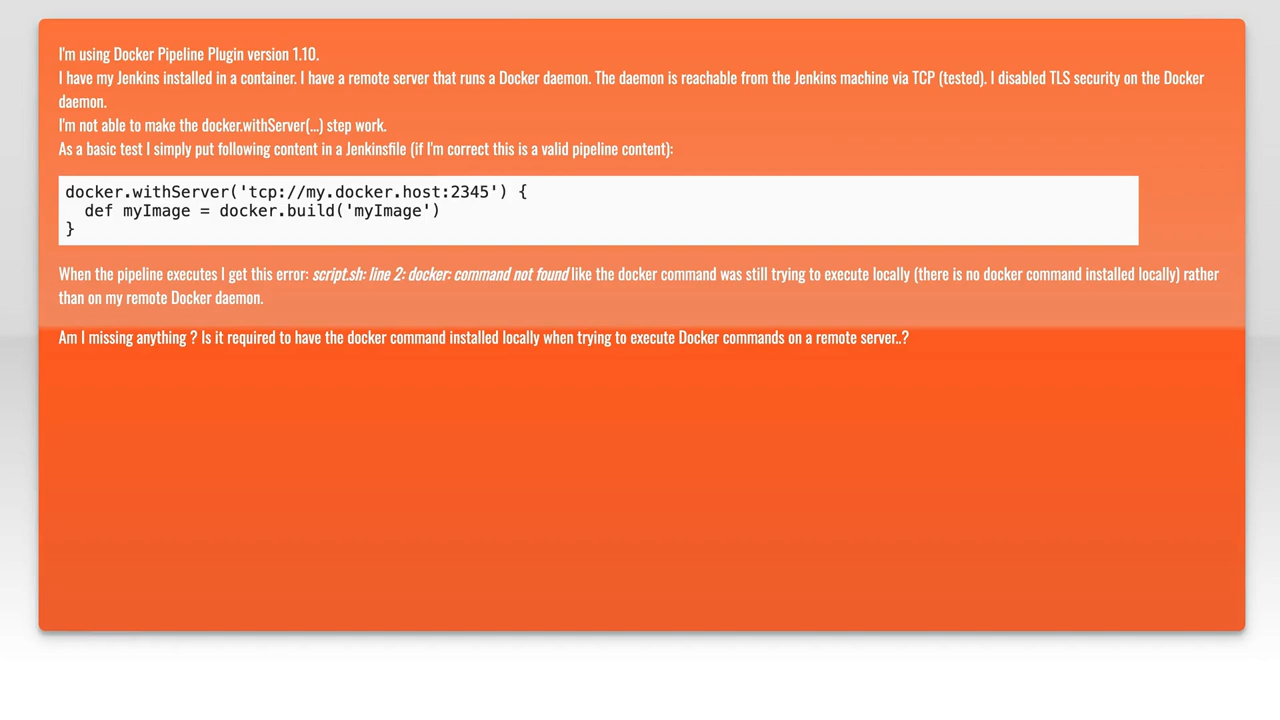 I'm using Docker Pipeline Plugin version 1.10.
I have my Jenkins installed in a container. I have a remote server that runs a Docker daemon. The daemon is reachable from the Jenkins machine via TCP (tested). I disabled TLS security on the Docker
daemon.
I'm not able to make the docker.withServer(...) step work.
As a basic test I simply put following content in a Jenkinsfile (if I'm correct this is a valid pipeline content):
docker.withServer('tcp://my.docker.host:2345') {
  def myImage = docker.build('myImage')
}
When the pipeline executes I get this error: script.sh: line 2: docker: command not found like the docker command was still trying to execute locally (there is no docker command installed locally) rather
than on my remote Docker daemon.
Am I missing anything ? Is it required to have the docker command installed locally when trying to execute Docker commands on a remote server..?